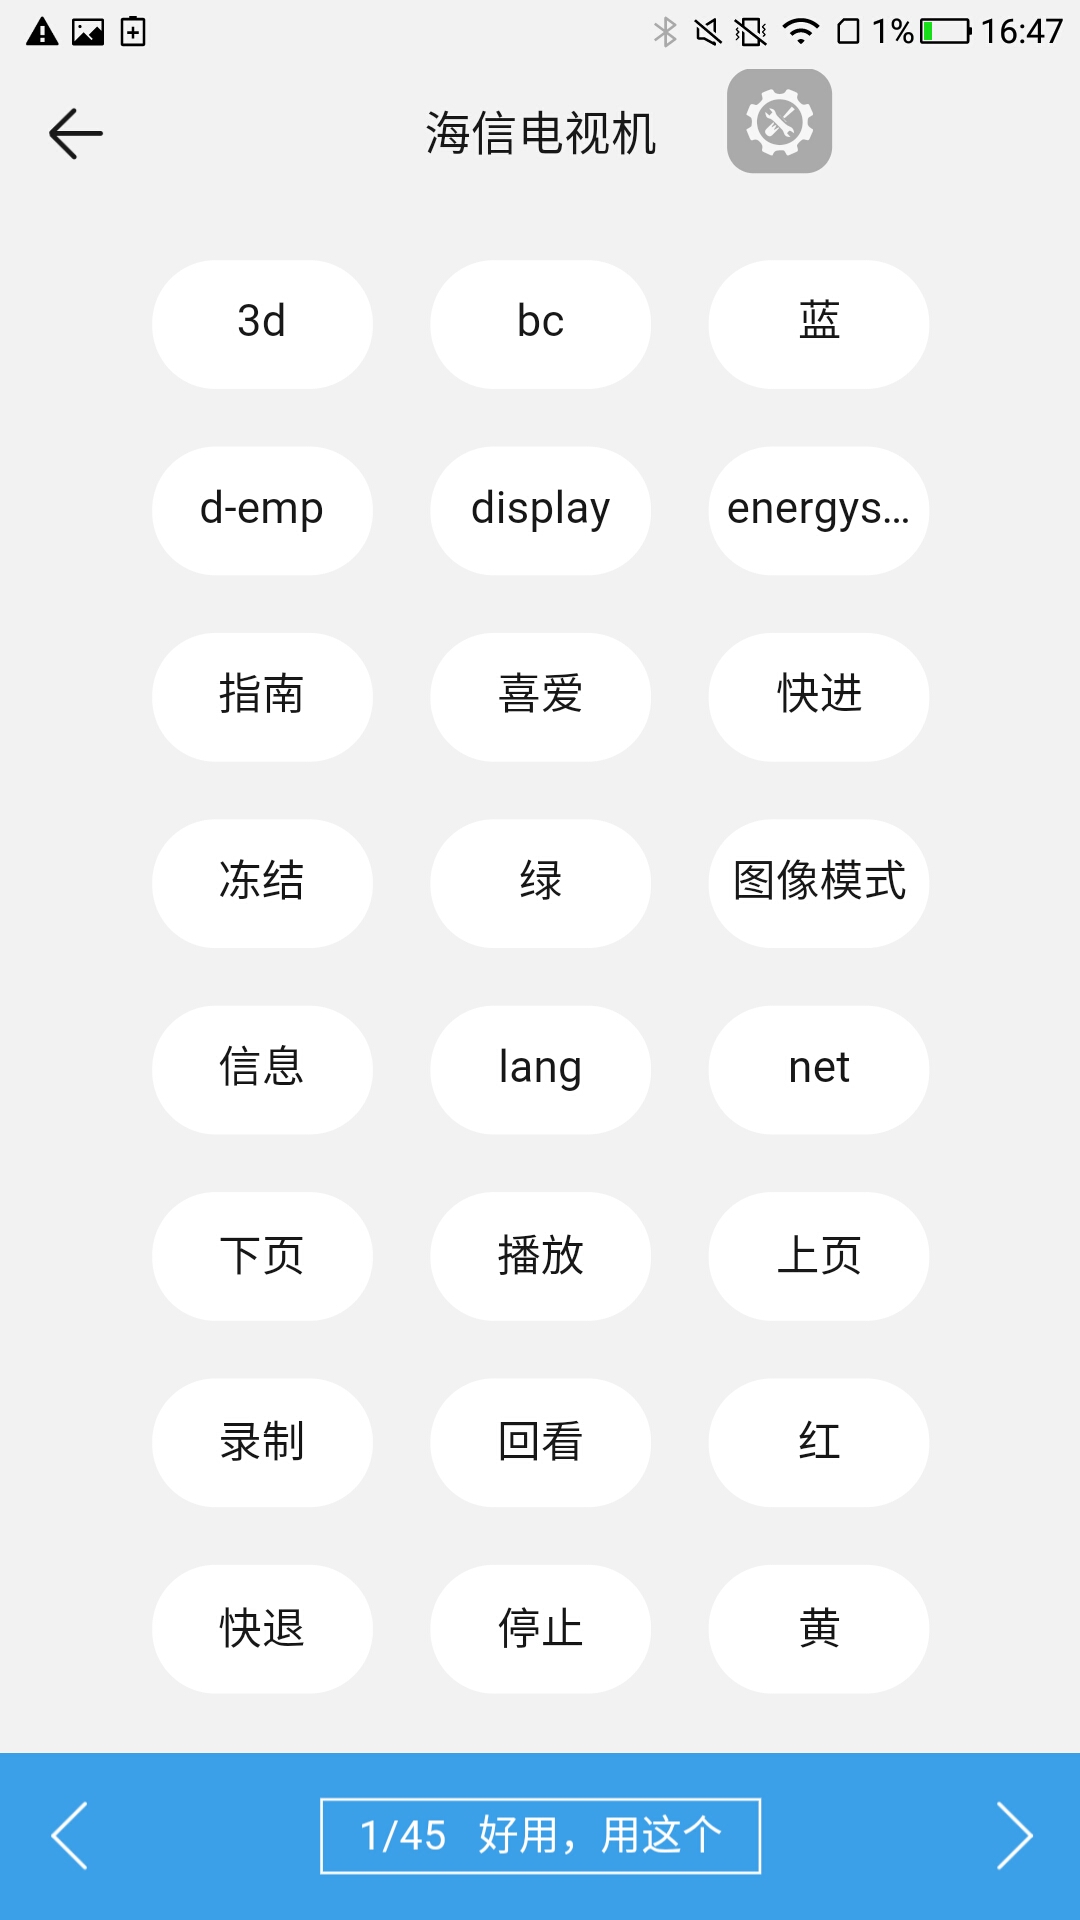 1% 16:47
海信电视机
3d bc 蓝
d-emp display energys...
指南 喜爱 快进
冻结 绿 图像模式
信息 lang net
下页 播放 上页
录制 回看 红
快退 停止 黄
1/45 好用，用这个